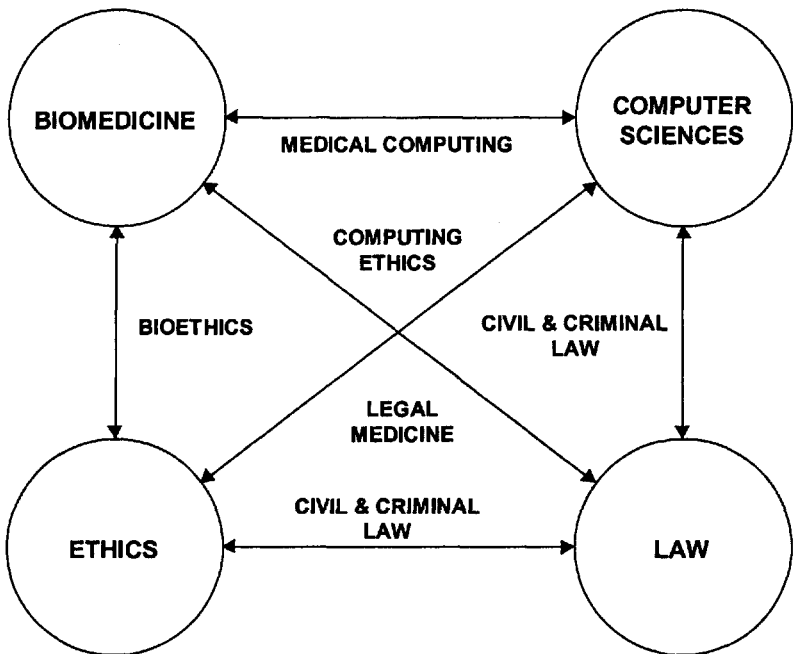 BIOMEDICINE
COMPUTER
SCIENCES
MEDICAL COMPUTING
COMPUTING
ETHICS
BIOETHICS
CIVIL & CRIMINAL
LAW
LEGAL
MEDICINE
CIVIL & CRIMINAL
LAW
ETHICS
LAW